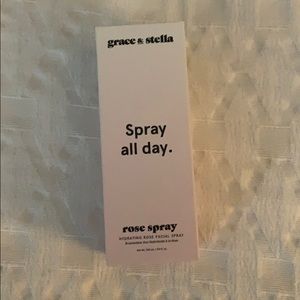 grace & stella
Spray
all day.
rose spray
HYDRATING ROSE FACIAL SPRAY